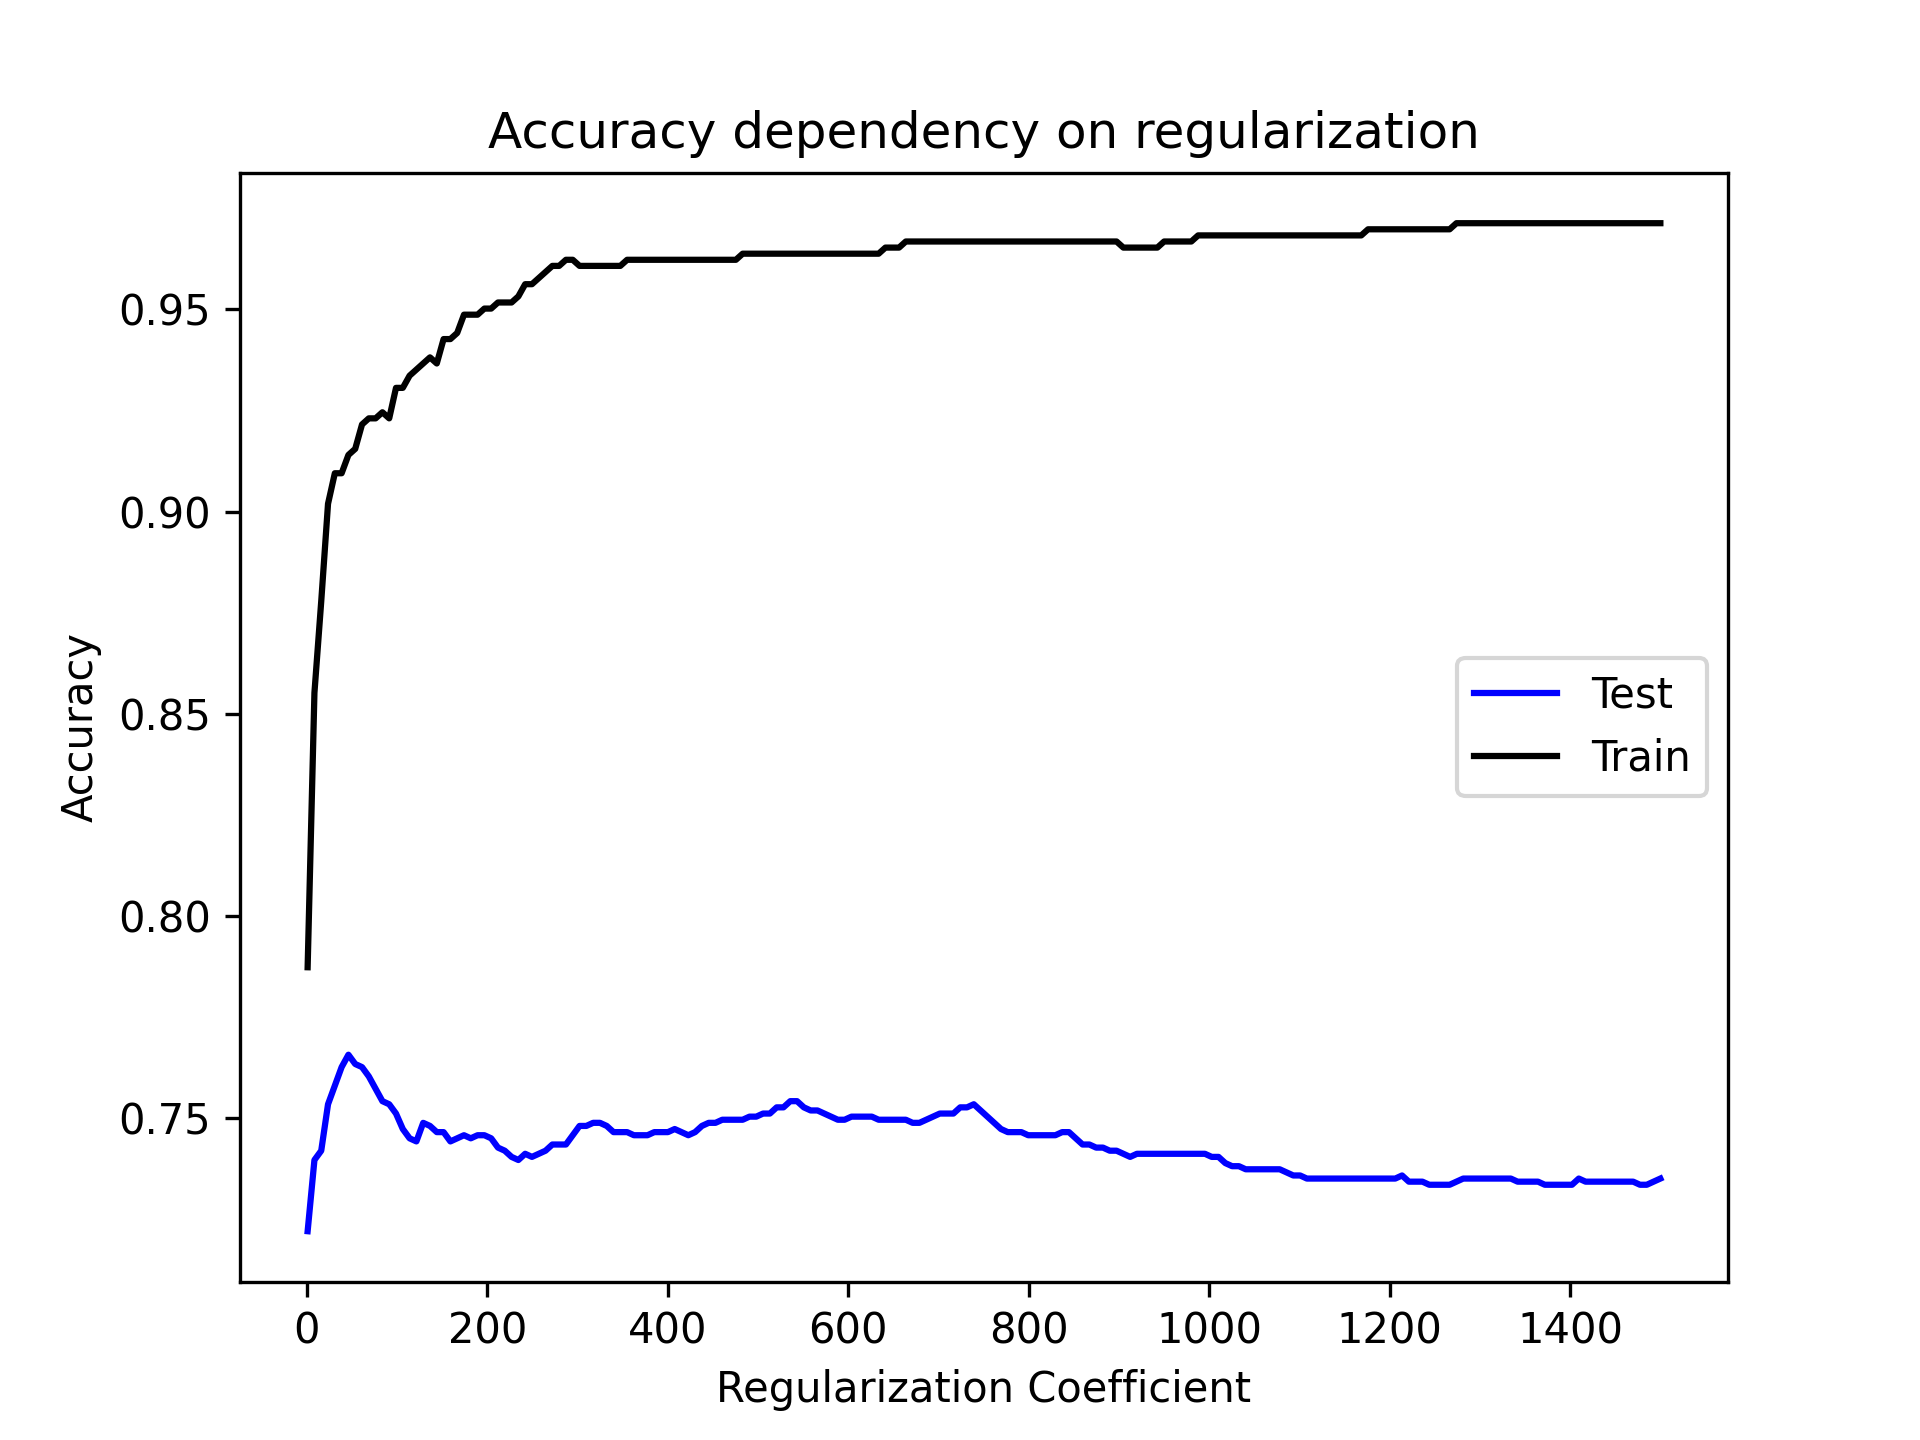 Accuracy dependency on regularization
Accuracy
0.95
0.90
0.85
0.80
0.75
Test
Train
0 200 400 600 800 1000 1200 1400
Regularization Coefficient